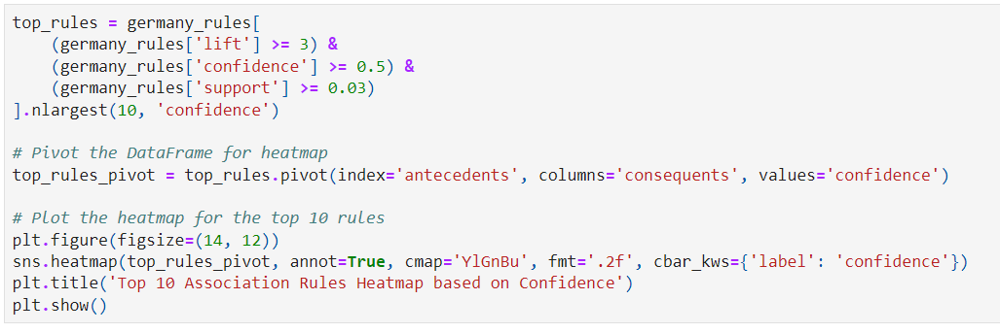 top_rules = germany_rules[
    (germany_rules['lift'] >= 3) &
    (germany_rules['confidence'] >= 0.5) &
    (germany_rules['support'] >= 0.03)
].nlargest(10, 'confidence')

# Pivot the DataFrame for heatmap
top_rules_pivot = top_rules.pivot(index='antecedents', columns='consequents', values='confidence')

# Plot the heatmap for the top 10 rules
plt.figure(figsize=(14, 12))
sns.heatmap(top_rules_pivot, annot=True, cmap='YlGnBu', fmt='.2f', cbar_kws={'label': 'confidence'})
plt.title('Top 10 Association Rules Heatmap based on Confidence')
plt.show()